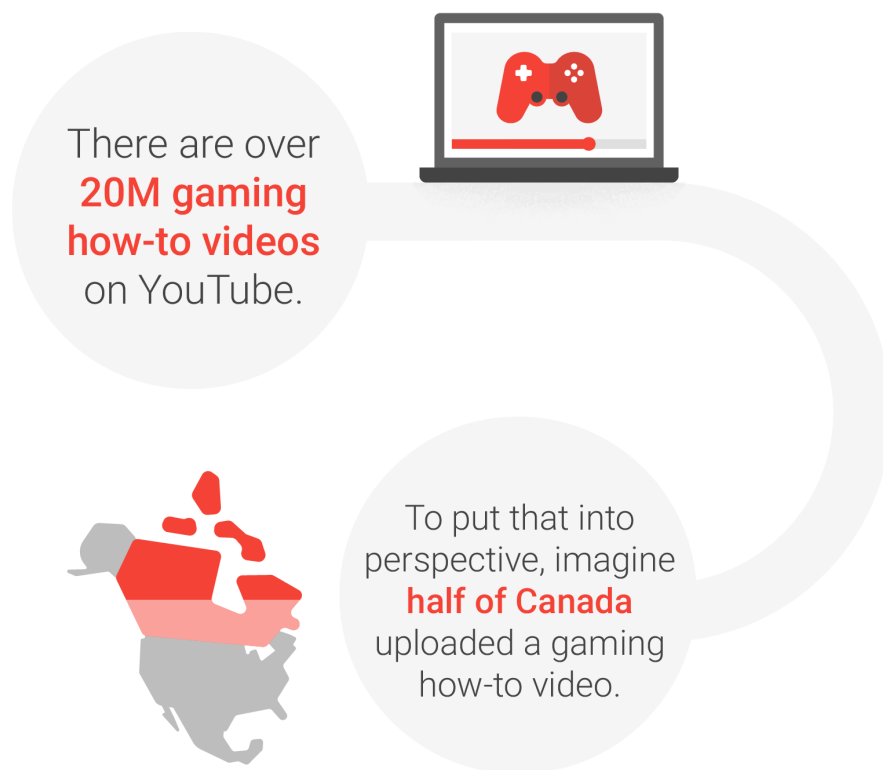 There are over
20M gaming
how-to videos
on YouTube.
To put that into
perspective, imagine
half of Canada
uploaded a gaming
how-to video.